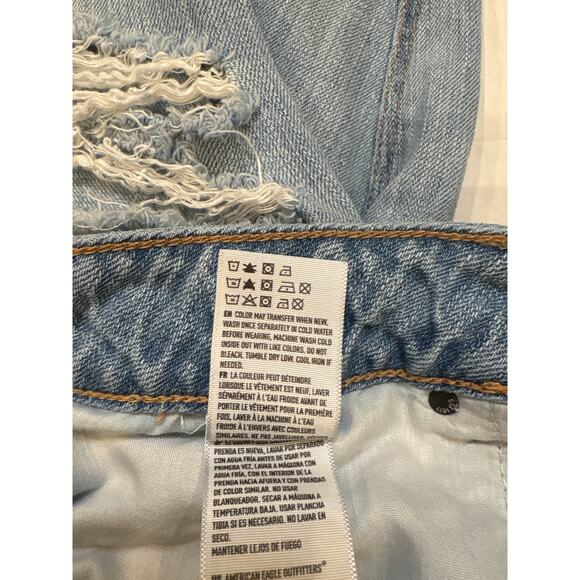 EN COLOR MAY TRANSFER WHEN NEW,
WASH ONCE SEPARATELY IN COLD WATER
BEFORE WEARING, MACHINE WASH COLD
INSIDE OUT WITH LIKE COLORS. DO NOT
BLEACH. TUMBLE DRY LOW. COOL IRON IF
NEEDED.
FR LA COULEUR PEUT DÉTEINDRE
LORSQUE LE VÊTEMENT EST NEUF, LAVER
SÉPARÉMENT À L'EAU FROIDE AVANT DE
PORTER LE VÊTEMENT POUR LA PREMIÈRE
FOIS, LAVER À LA MACHINE À L'EAU
FROIDE À L'ENVERS AVEC COULEURS
SIMILAIRES. NE PAS JAVELLISER. SÉCHER
PRENDA ES NUEVA, LAVAR POR SEPARADO
CON AGUA FRÍA ANTES DE USAR POR
PRIMERA VEZ. LAVAR A MÁQUINA CON
AGUA FRÍA, CON EL INTERIOR DE LA
PRENDA HACIA AFUERA Y CON PRENDAS
DE COLOR SIMILAR. NO USAR
BLANQUEADOR. SECAR A MÁQUINA A
TEMPERATURA BAJA. USAR PLANCHA
TIBIA SI ES NECESARIO. NO LAVAR EN
SECO.
MANTENER LEJOS DE FUEGO
US AMERICAN EAGLE OUTFITTERS